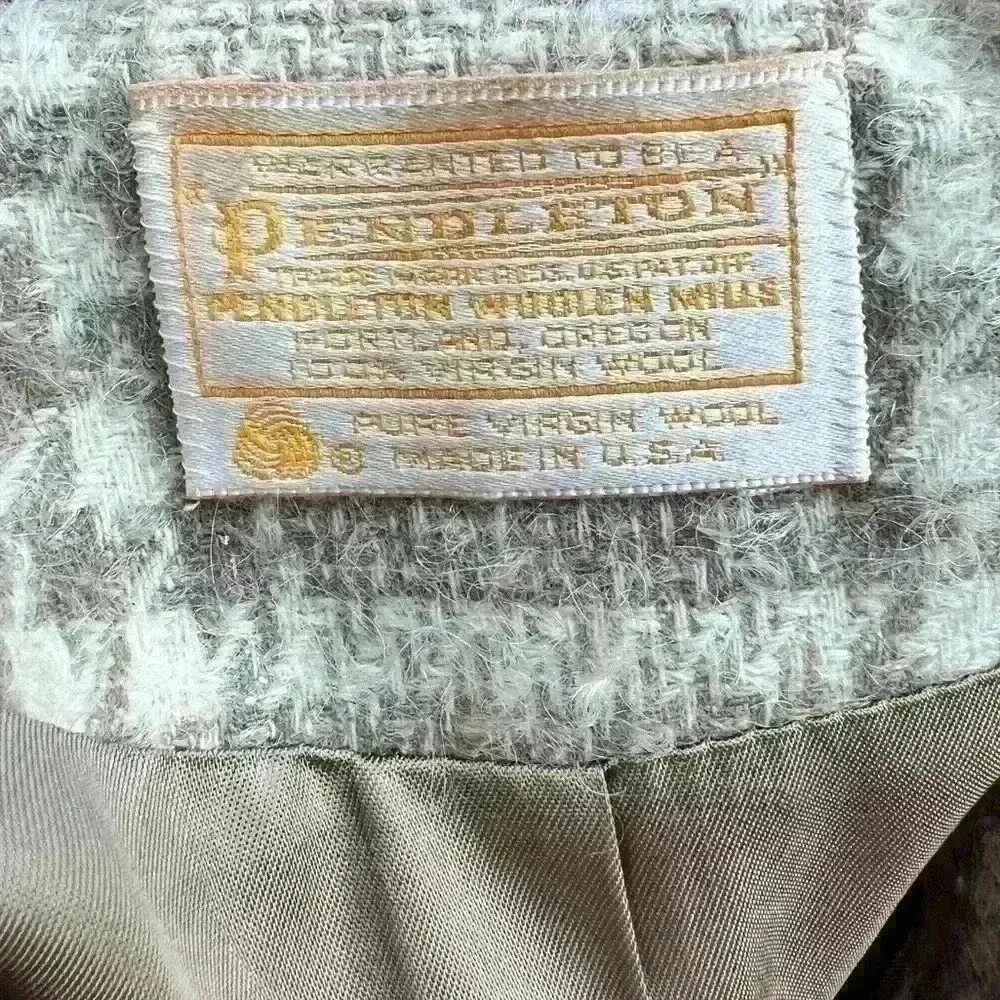 WARRANTED TO BE A
"PENDLETON"
TRADE MARK REG. U.S. PAT. OFF.
PENDLETON WOOLEN MILLS
PORTLAND, OREGON
100% VIRGIN WOOL
PURE VIRGIN WOOL
® MADE IN U.S.A